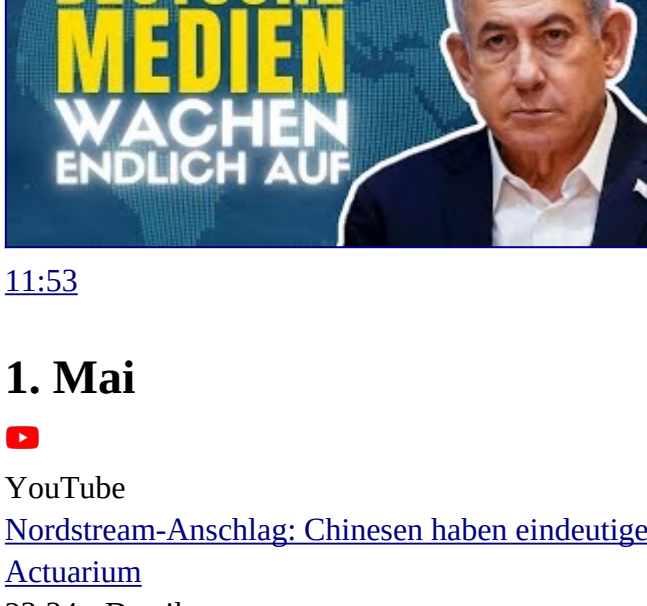 MEDIEN
WACHEN
ENDLICH AUF
11:53
1. Mai
YouTube
Nordstream-Anschlag: Chinesen haben eindeutige
Actuarium